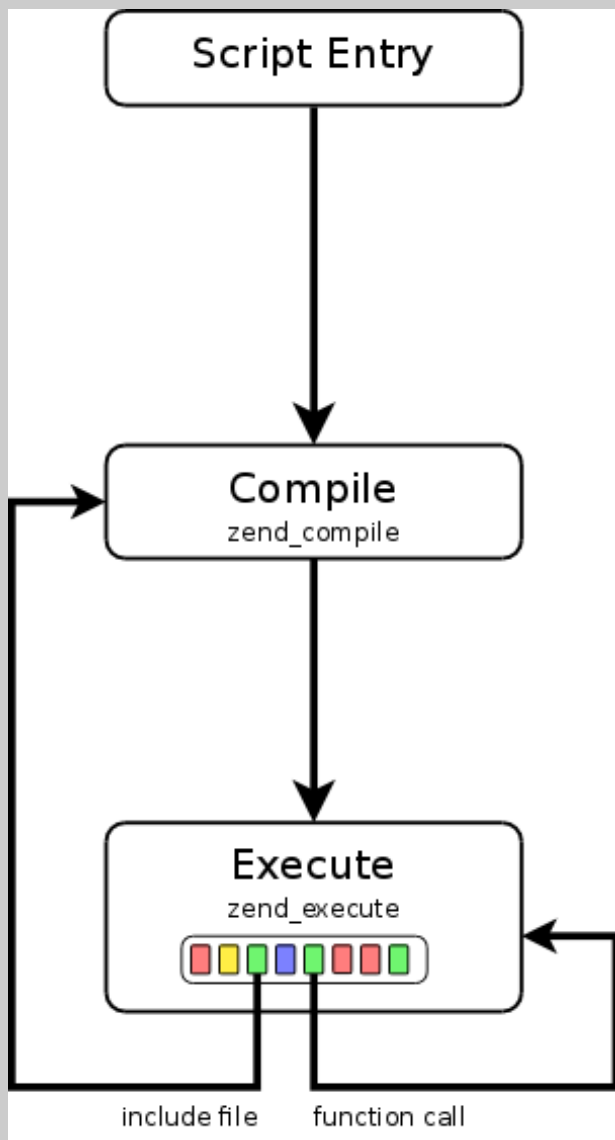 Script Entry
Compile
zend_compile
Execute
zend_execute
include file
function call